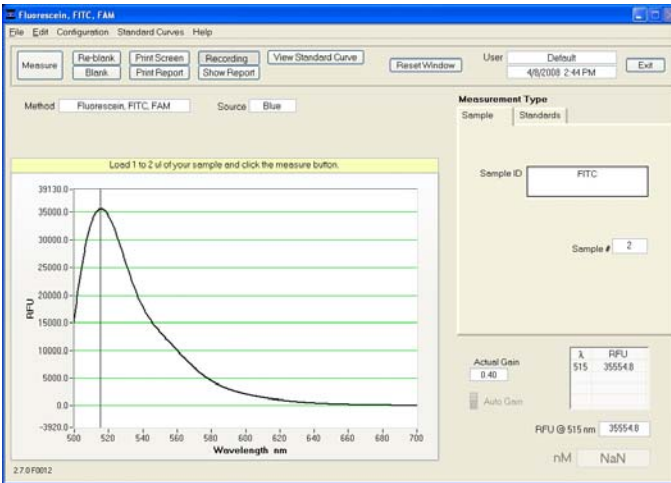 Fluorescein, FITC, FAM
File Edit Configuration Standard Curves Help
Measure Re-blank Print Screen Recording View Standard Curve Reset Window User Default Exit
Blank Print Report Show Report 4/8/2008 2:44 PM
Method Fluorescein, FITC, FAM Source Blue
Measurement Type
Sample Standards
Load 1 to 2 ul of your sample and click the measure button.
Sample ID FITC
Sample # 2
39130.0
35000.0
30000.0
25000.0
20000.0
15000.0
10000.0
5000.0
0.0
-3920.0
RFU
500 520 540 560 580 600 620 640 660 680 700
Wavelength nm
Actual Gain
0.40
Auto Gain
λ RFU
515 35554.8
RFU @ 515 nm 35554.8
nM NaN
2.7.0 F0012